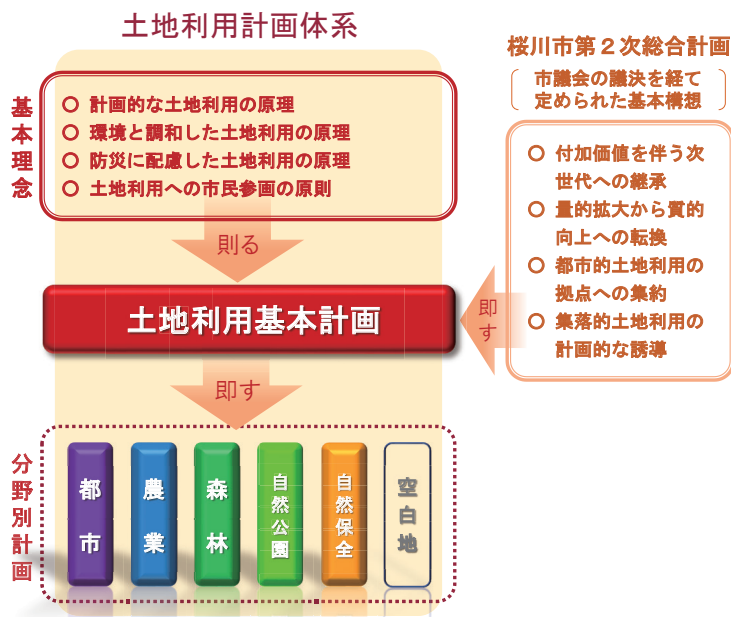 土地利用計画体系
基本理念
○ 計画的な土地利用の原理
○ 環境と調和した土地利用の原理
○ 防災に配慮した土地利用の原理
○ 土地利用への市民参画の原則
則る
土地利用基本計画
即す
分野別計画
都市
農業
森林
自然公園
自然保全
空白地
桜川市第２次総合計画
市議会の議決を経て
定められた基本構想
○ 付加価値を伴う次
世代への継承
○ 量的拡大から質的
向上への転換
○ 都市的土地利用の
拠点への集約
○ 集落的土地利用の
計画的な誘導
即す